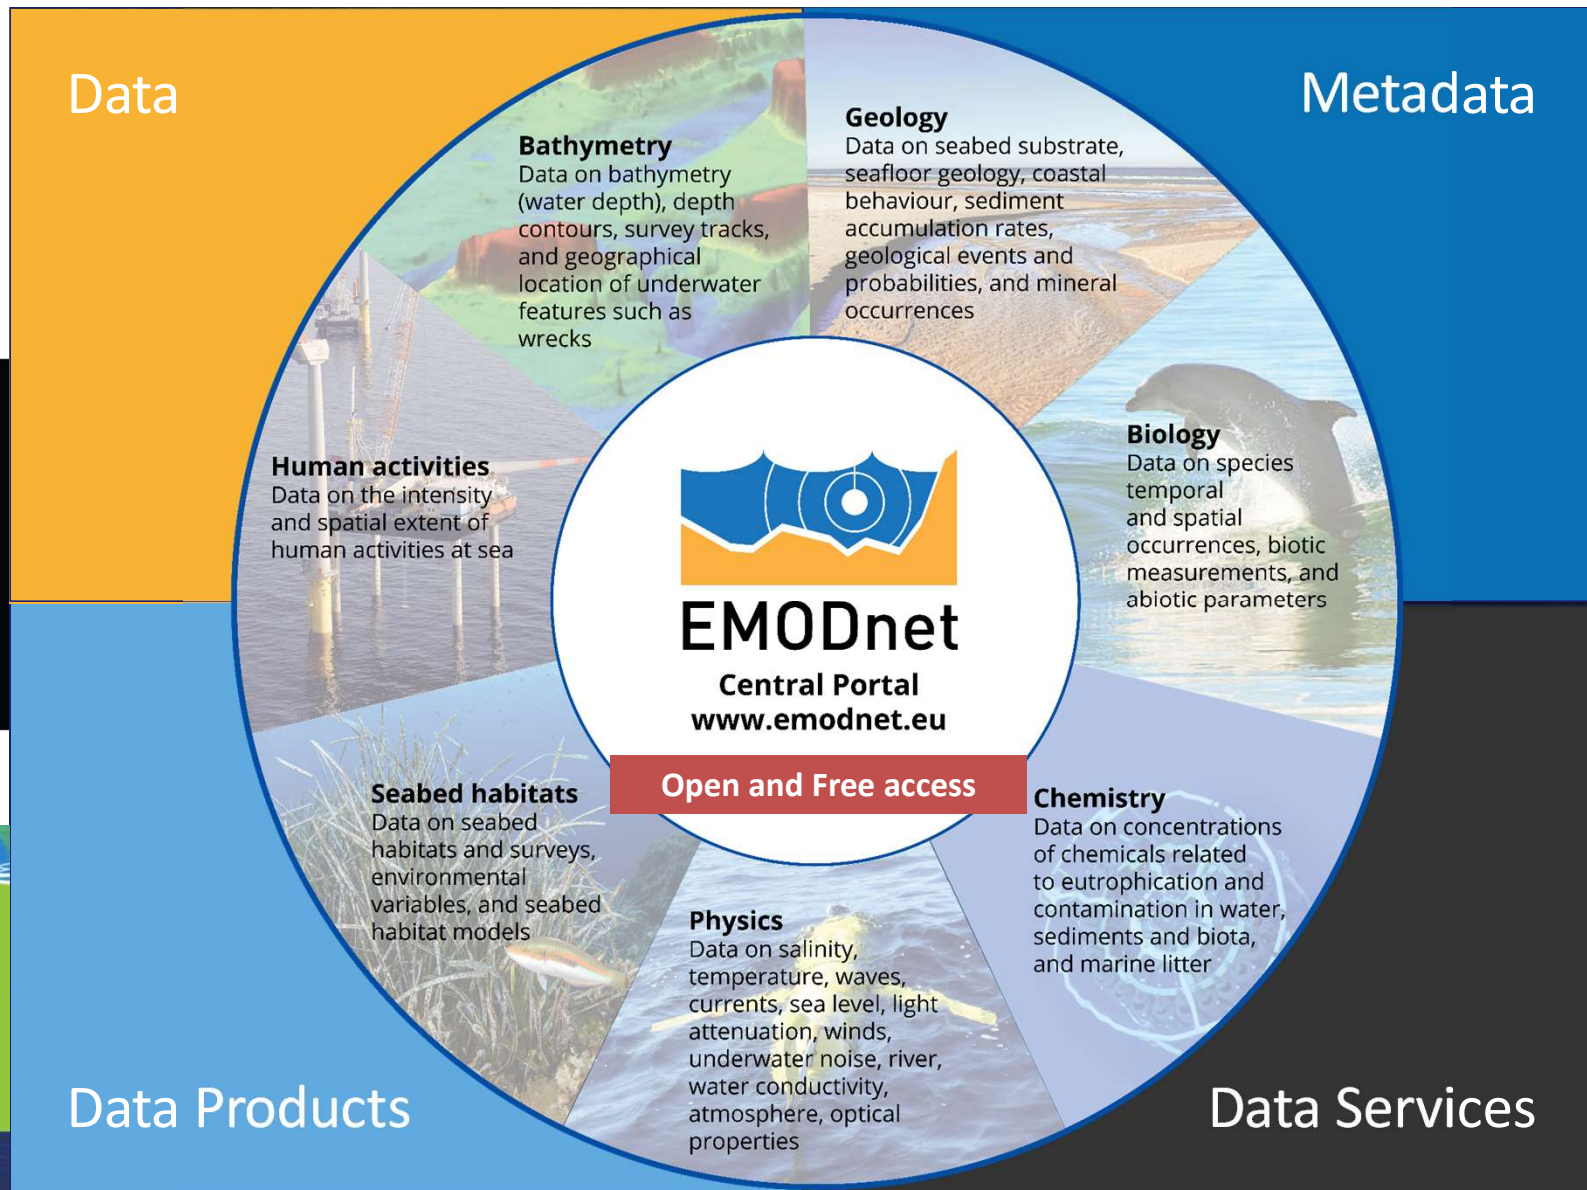 Data
Metadata
Bathymetry
Data on bathymetry
(water depth), depth
contours, survey tracks,
and geographical
location of underwater
features such as
wrecks
Geology
Data on seabed substrate,
seafloor geology, coastal
behaviour, sediment
accumulation rates,
geological events and
probabilities, and mineral
occurrences
Human activities
Data on the intensity
and spatial extent of
human activities at sea
Biology
Data on species
temporal
and spatial
occurrences, biotic
measurements, and
abiotic parameters
EMODnet
Central Portal
www.emodnet.eu
Open and Free access
Seabed habitats
Data on seabed
habitats and surveys,
environmental
variables, and seabed
habitat models
Physics
Data on salinity,
temperature, waves,
currents, sea level, light
attenuation, winds,
underwater noise, river,
water conductivity,
atmosphere, optical
properties
Chemistry
Data on concentrations
of chemicals related
to eutrophication and
contamination in water,
sediments and biota,
and marine litter
Data Products
Data Services